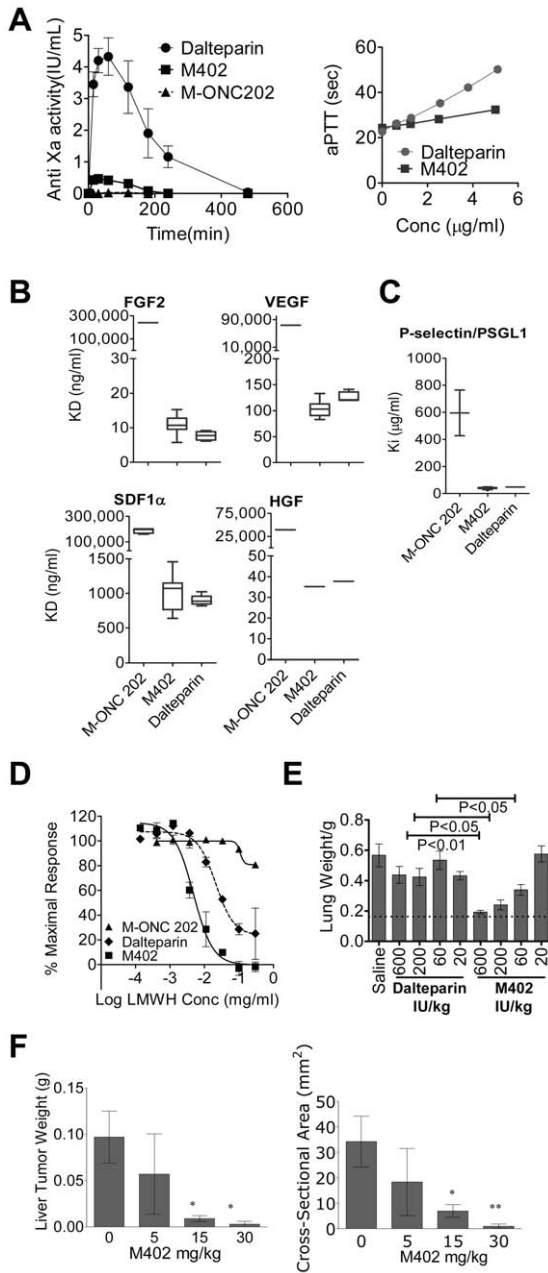 A
Anti Xa activity(IU/mL)
5
4
3
2
1
0
Dalteparin
M402
M-ONC202
0 200 400 600
Time(min)
aPTT (sec)
60
40
20
0
Dalteparin
M402
0 2 4 6
Conc (μg/ml)
B
FGF2
KD (ng/ml)
300,000
100,000
30
20
10
0
VEGF
90,000
10,000
200
150
100
50
0
SDF1α
KD (ng/ml)
300,000
100,000
1500
1000
500
0
M-ONC 202
M402
Dalteparin
HGF
75,000
25,000
50
40
30
20
10
0
M-ONC 202
M402
Dalteparin
C
P-selectin/PSGL1
Ki (μg/ml)
1000
800
600
400
200
0
M-ONC 202
M402
Dalteparin
D
% Maximal Response
120
100
80
60
40
20
0
M-ONC 202
Dalteparin
M402
-4 -3 -2 -1 0
Log LMWH Conc (mg/ml)
E
P<0.05
P<0.05
P<0.01
Lung Weight/g
0.8
0.6
0.4
0.2
0.0
Saline 600 200 60 20 600 200 60 20
Dalteparin M402
IU/kg IU/kg
F
Liver Tumor Weight (g)
0.15
0.10
0.05
0.00
* *
0 5 15 30
M402 mg/kg
Cross-Sectional Area (mm²)
50
40
30
20
10
0
* **
0 5 15 30
M402 mg/kg